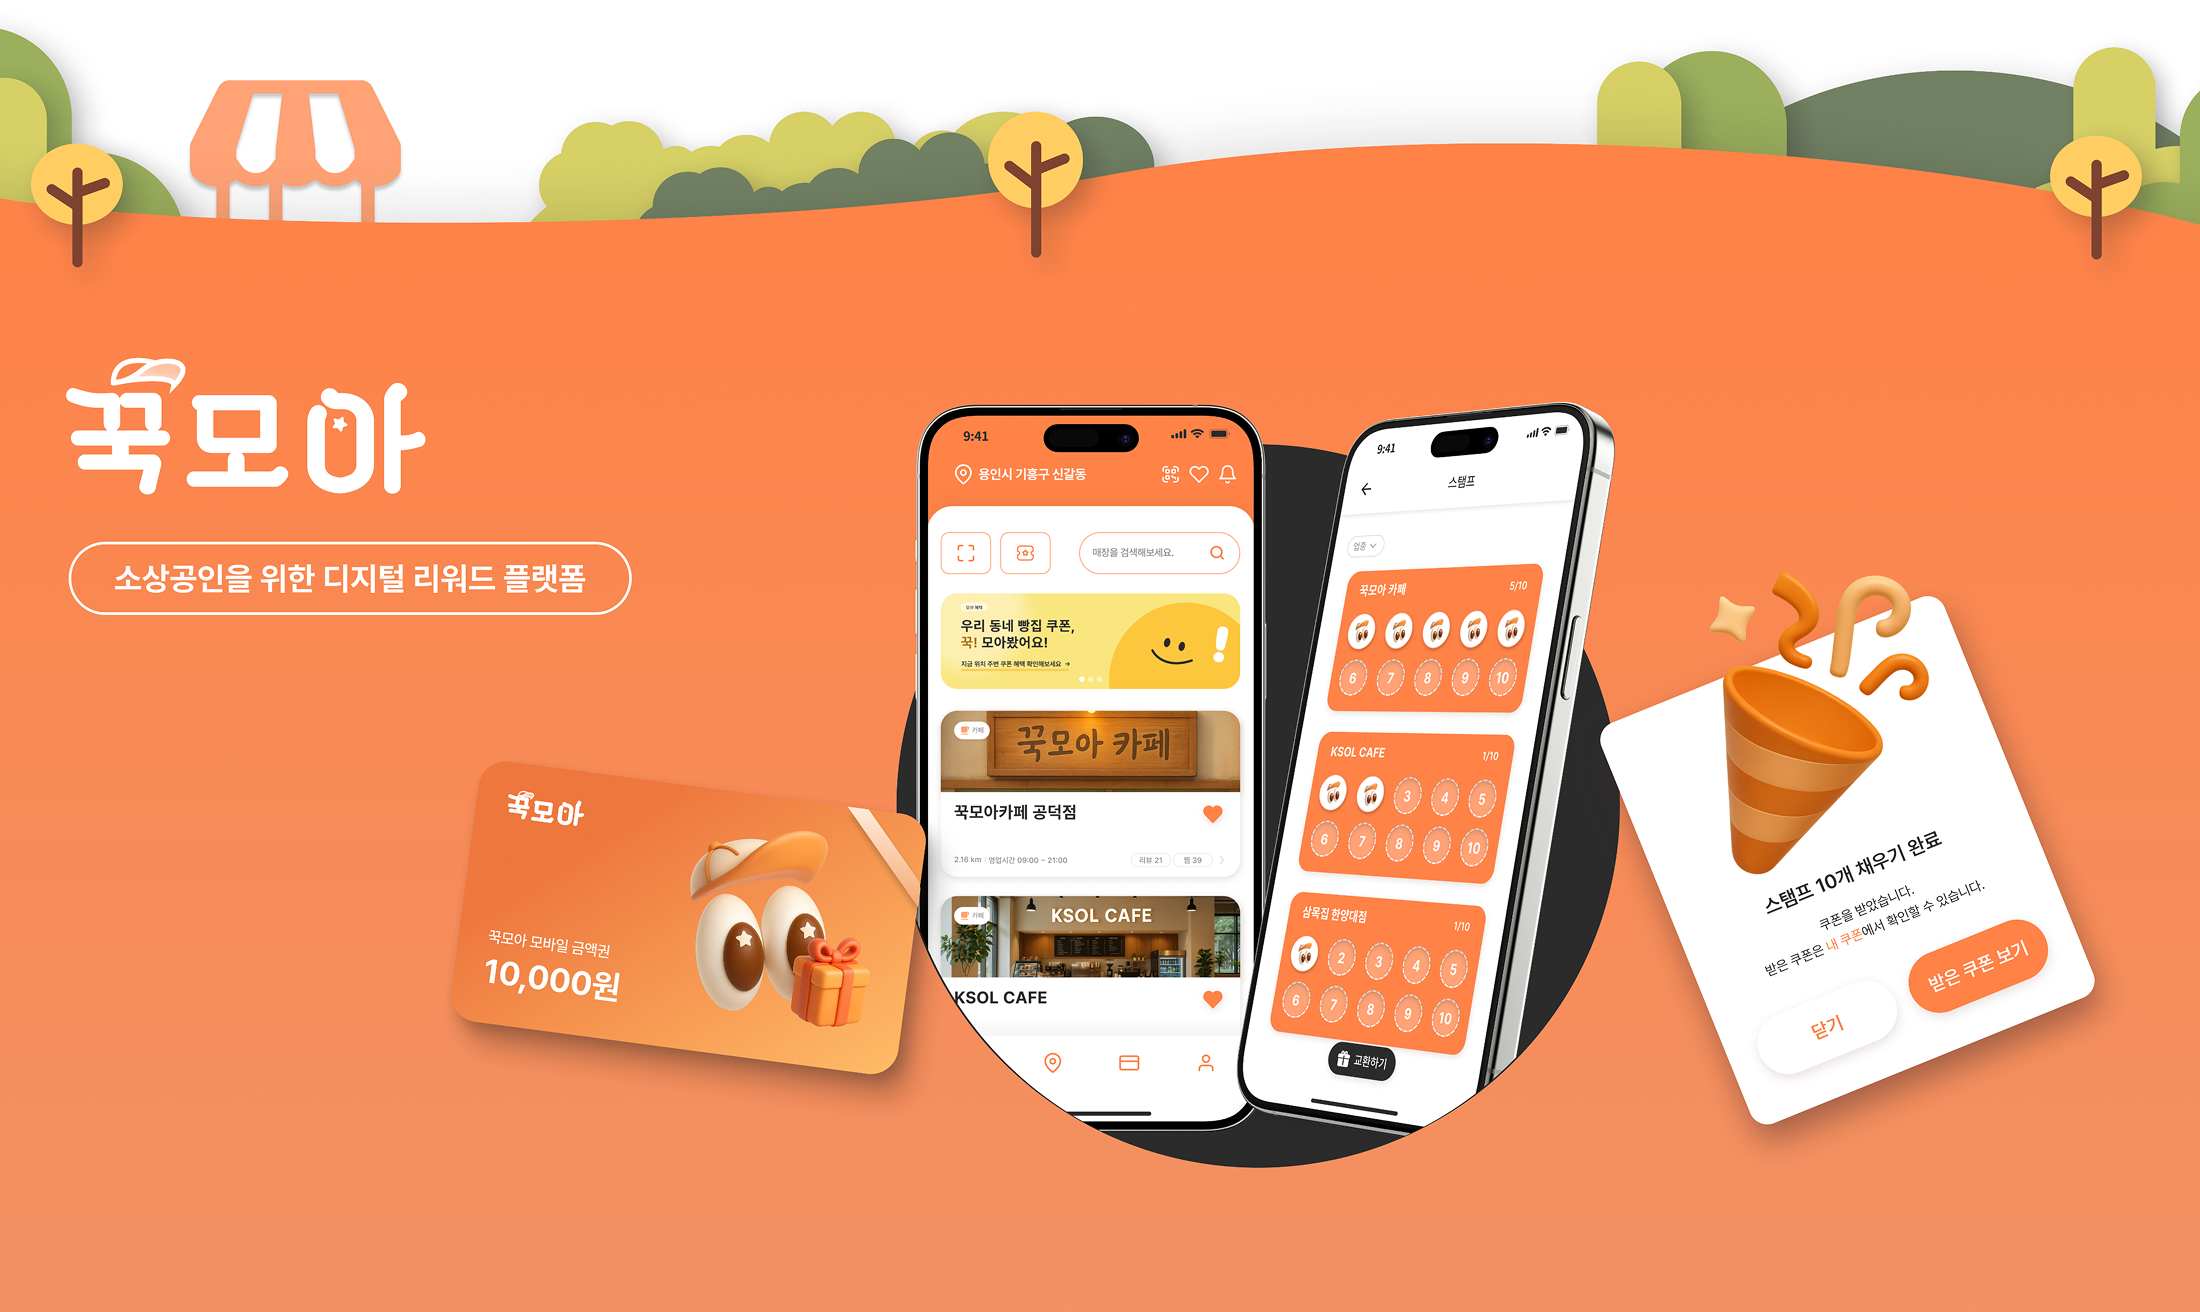 꾹모아
소상공인을 위한 디지털 리워드 플랫폼
꾹모아
꾹모아 모바일 금액권
10,000원
9:41
용인시 기흥구 신갈동
매장을 검색해보세요.
모아 혜택
우리 동네 빵집 쿠폰,
꾹! 모아봤어요!
지금 위치 주변 쿠폰 혜택 확인해보세요 →
카페
꾹모아 카페
꾹모아카페 공덕점
2.16 km | 영업시간 09:00 ~ 21:00
리뷰 21
찜 39
카페
KSOL CAFE
KSOL CAFE
9:41
스탬프
업종
꾹모아 카페
5/10
6 7 8 9 10
KSOL CAFE
1/10
3 4 5
6 7 8 9 10
삼목집 한양대점
1/10
2 3 4 5
6 7 8 9 10
교환하기
스탬프 10개 채우기 완료
쿠폰을 받았습니다.
받은 쿠폰은 내 쿠폰에서 확인할 수 있습니다.
닫기
받은 쿠폰 보기